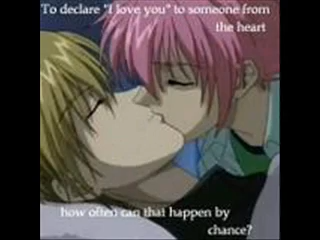 To declare "I love you" to someone from
the heart
how often can that happen by
chance?